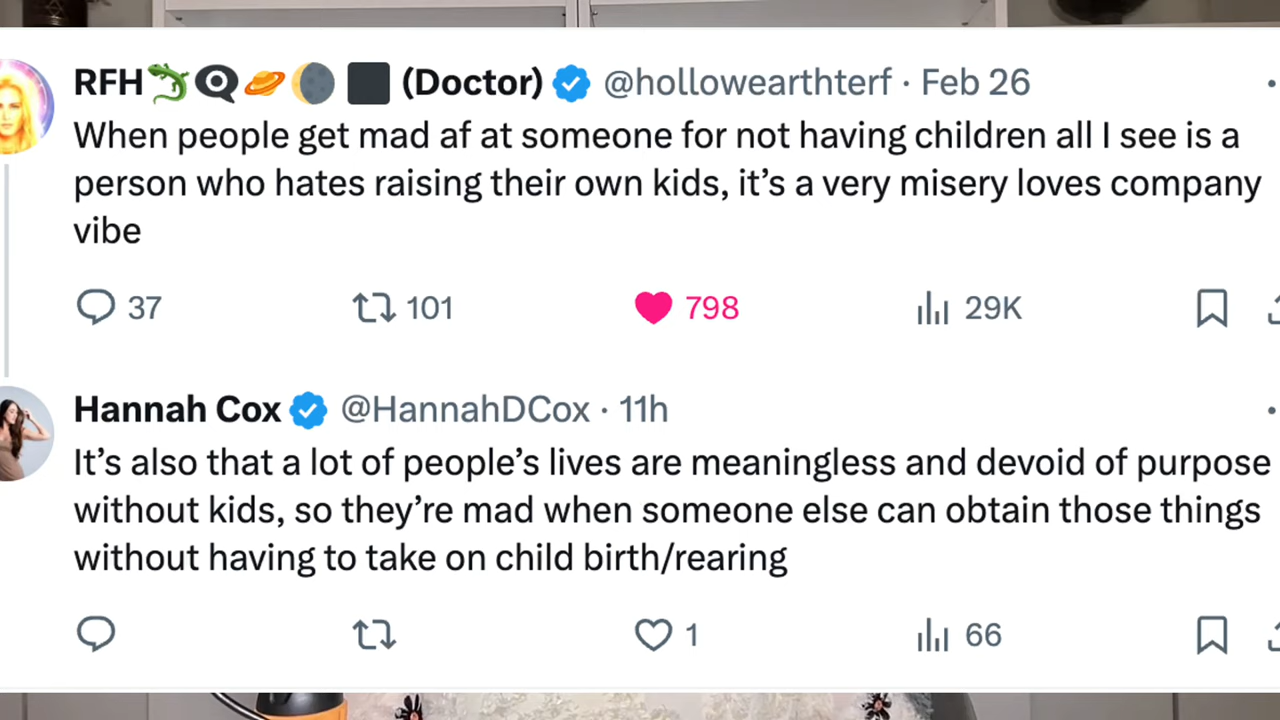 RFH🦎👁️‍🗨️🪐🌘⬛ (Doctor) @hollowearthterf · Feb 26
When people get mad af at someone for not having children all I see is a
person who hates raising their own kids, it’s a very misery loves company
vibe
37 101 798 29K
Hannah Cox @HannahDCox · 11h
It’s also that a lot of people’s lives are meaningless and devoid of purpose
without kids, so they’re mad when someone else can obtain those things
without having to take on child birth/rearing
1 66